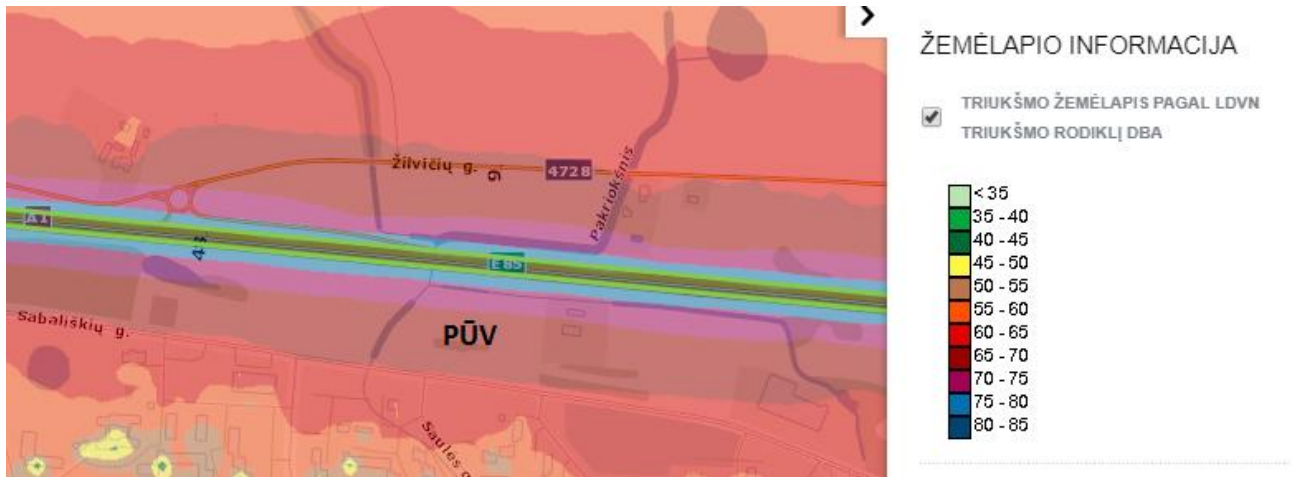 ŽEMĖLAPIO INFORMACIJA
TRIUKŠMO ŽEMĖLAPIS PAGAL LDVN
TRIUKŠMO RODIKLĮ DBA
< 35
35 - 40
40 - 45
45 - 50
50 - 55
55 - 60
60 - 65
65 - 70
70 - 75
75 - 80
80 - 85
Žilvičių g.
G.
4728
Pakriokšnis
A1
E 85
Sabališkių g.
PŪV
Saulės g